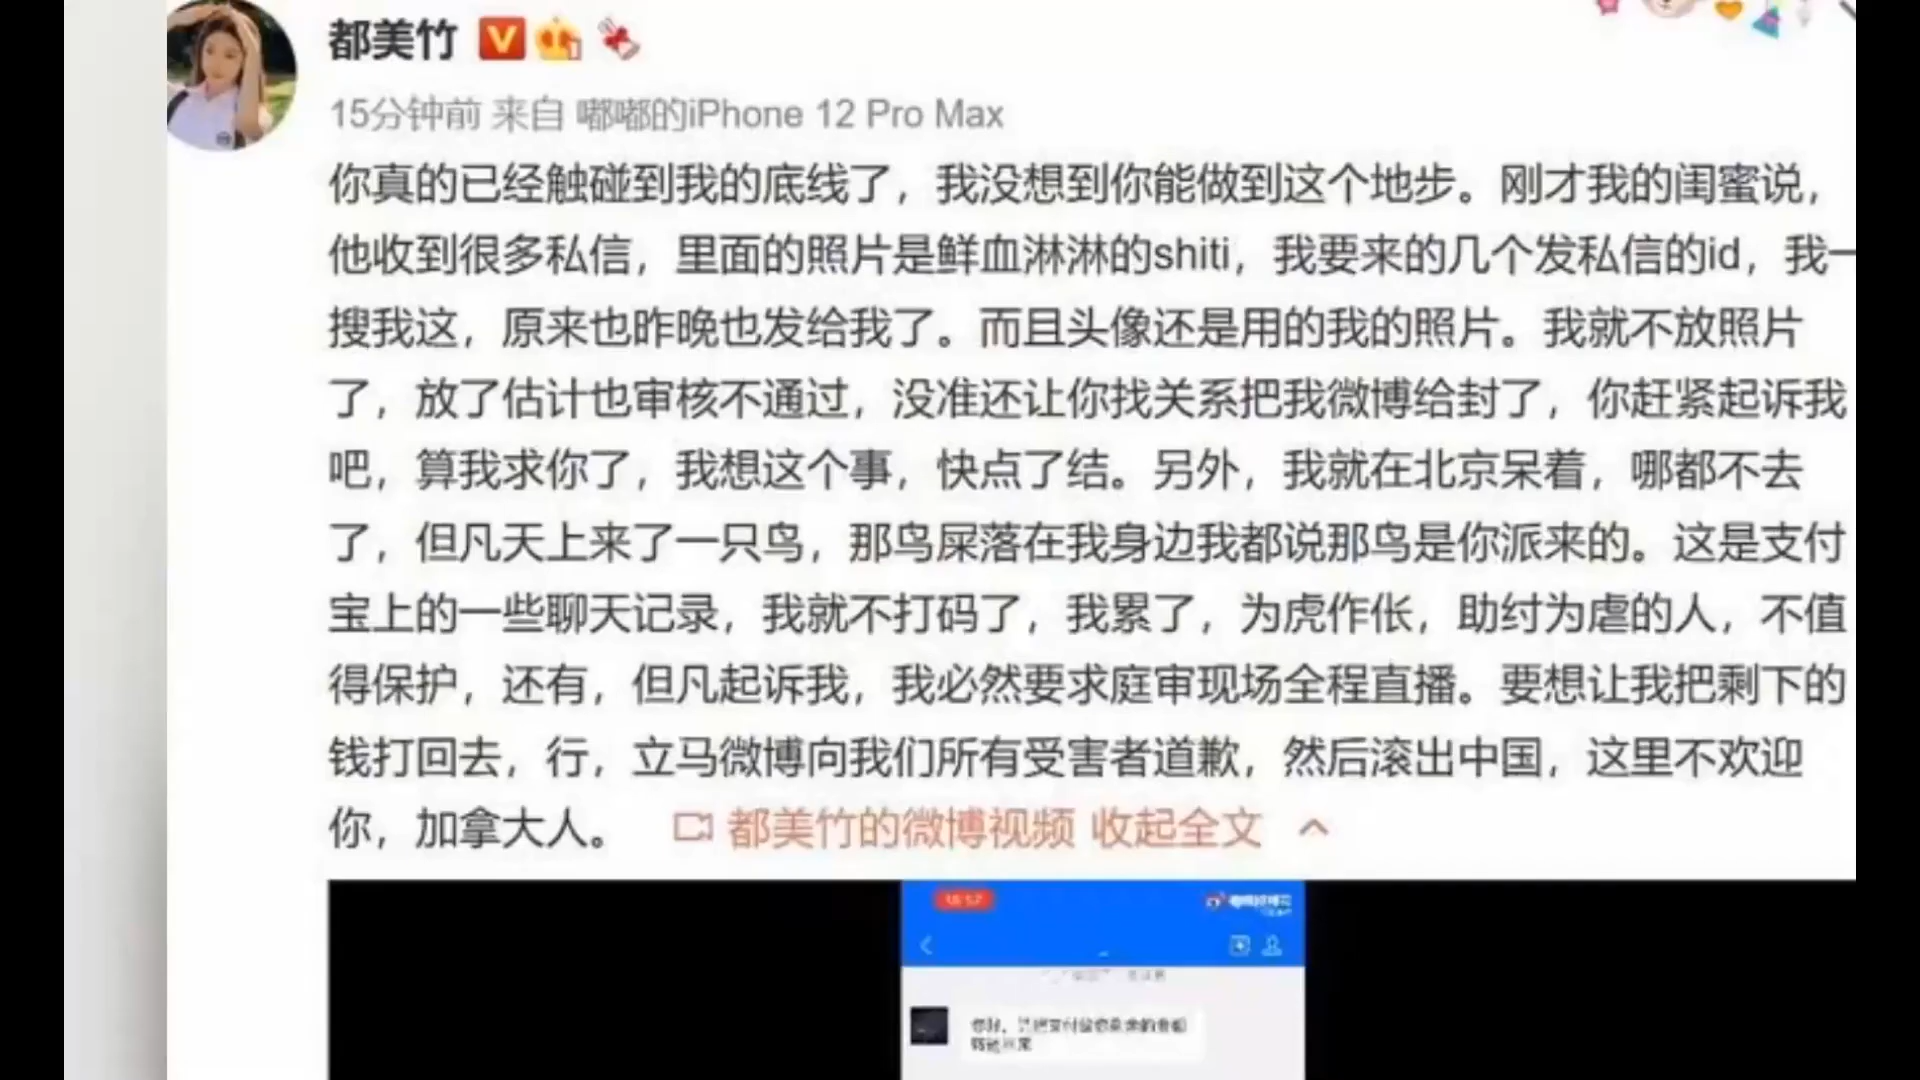 都美竹
15分钟前 来自 嘟嘟的iPhone 12 Pro Max
你真的已经触碰到我的底线了，我没想到你能做到这个地步。刚才我的闺蜜说，
他收到很多私信，里面的照片是鲜血淋淋的shiti，我要来的几个发私信的id，我一
搜我这，原来也昨晚也发给我了。而且头像还是用的我的照片。我就不放照片
了，放了估计也审核不通过，没准还让你找关系把我微博给封了，你赶紧起诉我
吧，算我求你了，我想这个事，快点了结。另外，我就在北京呆着，哪都不去
了，但凡天上来了一只鸟，那鸟屎落在我身边我都说那鸟是你派来的。这是支付
宝上的一些聊天记录，我就不打码了，我累了，为虎作伥，助纣为虐的人，不值
得保护，还有，但凡起诉我，我必然要求庭审现场全程直播。要想让我把剩下的
钱打回去，行，立马微博向我们所有受害者道歉，然后滚出中国，这里不欢迎
你，加拿大人。 都美竹的微博视频 收起全文